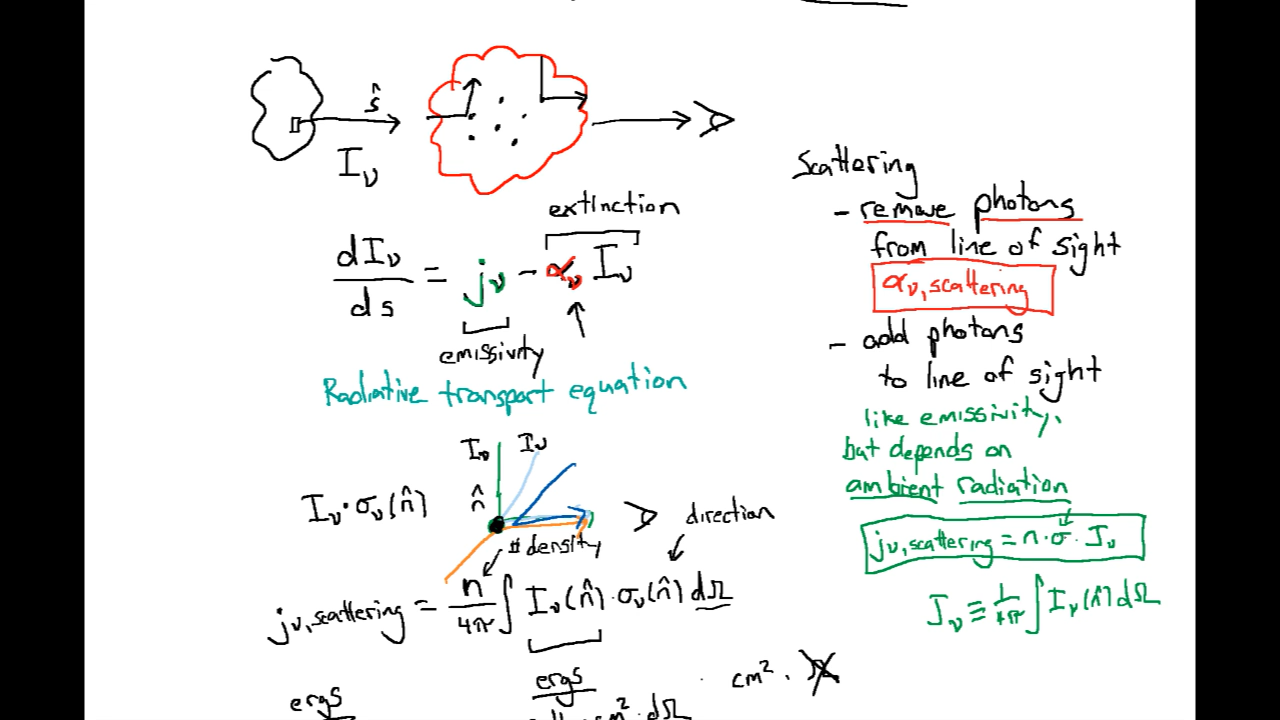 ŝ
I_ν
extinction
dI_ν/ds = j_ν − α_ν I_ν
emissivity
Radiative transport equation
I_ν I_ν
I_ν · σ_ν(n̂) n̂
direction
# density
j_ν,scattering = n/4π ∫ I_ν(n̂) · σ_ν(n̂) dΩ
ergs
ergs
cm² · dΩ
cm² ·
Scattering
- remove photons
from line of sight
α_ν,scattering
- add photons
to line of sight
like emissivity,
but depends on
ambient radiation
j_ν,scattering = n · σ · J_ν
J_ν ≡ 1/4π ∫ I_ν(n̂) dΩ